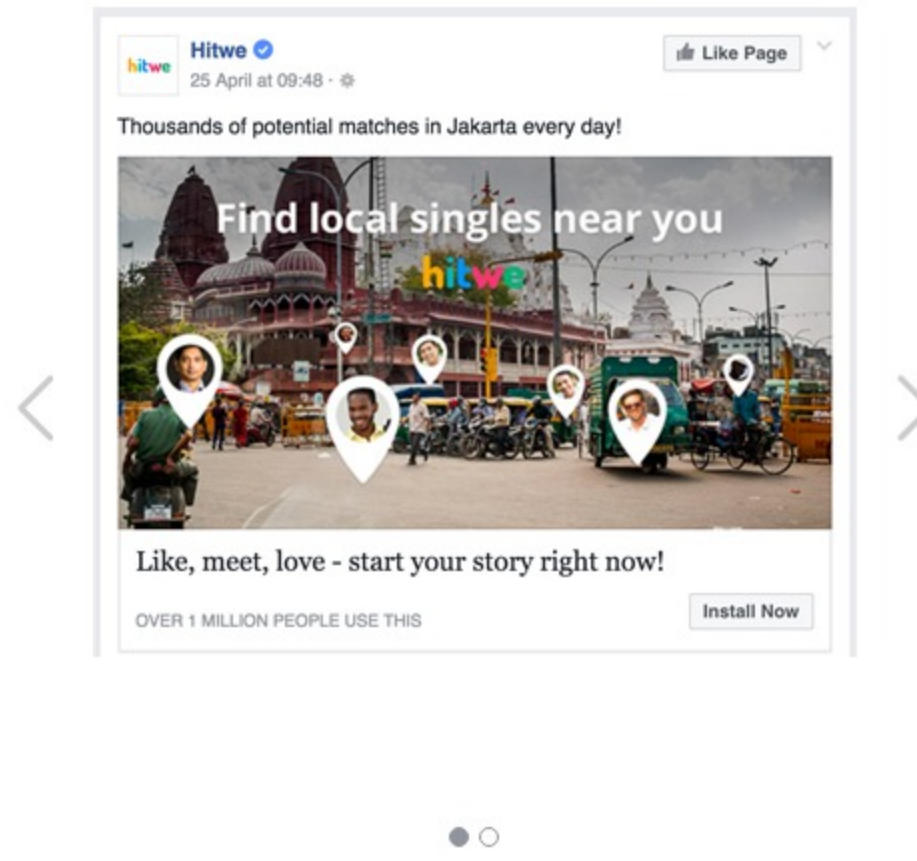 hitwe
Hitwe
25 April at 09:48
Like Page
Thousands of potential matches in Jakarta every day!
Find local singles near you
hitwe
Like, meet, love - start your story right now!
OVER 1 MILLION PEOPLE USE THIS
Install Now